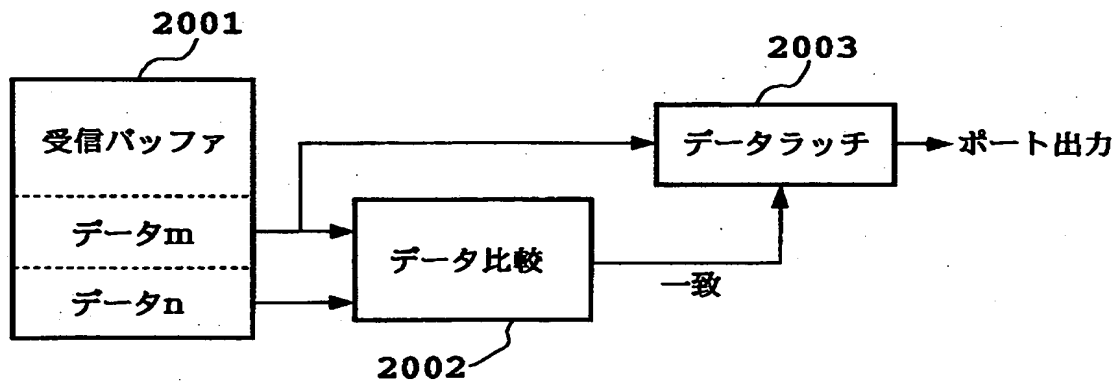 2001
2003
受信バッファ
データラッチ
ポート出力
データm
データ比較
一致
データn
2002